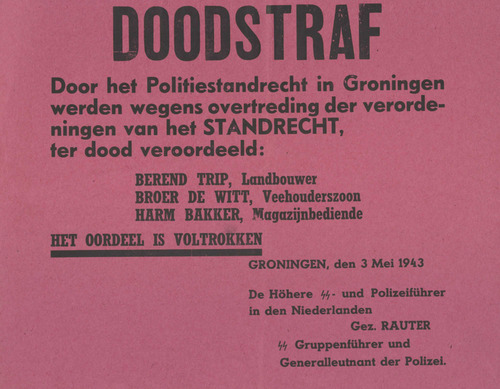 DOODSTRAF
Door het Politiestandrecht in Groningen
werden wegens overtreding der verorde-
ningen van het STANDRECHT,
ter dood veroordeeld:
BEREND TRIP, Landbouwer
BROER DE WITT, Veehouderszoon
HARM BAKKER, Magazijnbediende
HET OORDEEL IS VOLTROKKEN
GRONINGEN, den 3 Mei 1943
De Höhere ᛋᛋ- und Polizeiführer
in den Niederlanden
Gez. RAUTER
ᛋᛋ Gruppenführer und
Generalleutnant der Polizei.